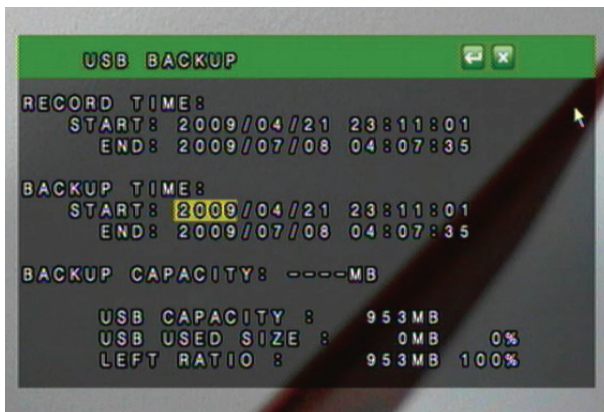 USB BACKUP
RECORD TIME:
START: 2009/04/21 23:11:01
END: 2009/07/08 04:07:35
BACKUP TIME:
START: 2009/04/21 23:11:01
END: 2009/07/08 04:07:35
BACKUP CAPACITY: ----MB
USB CAPACITY : 953MB
USB USED SIZE : 0MB 0%
LEFT RATIO : 953MB 100%